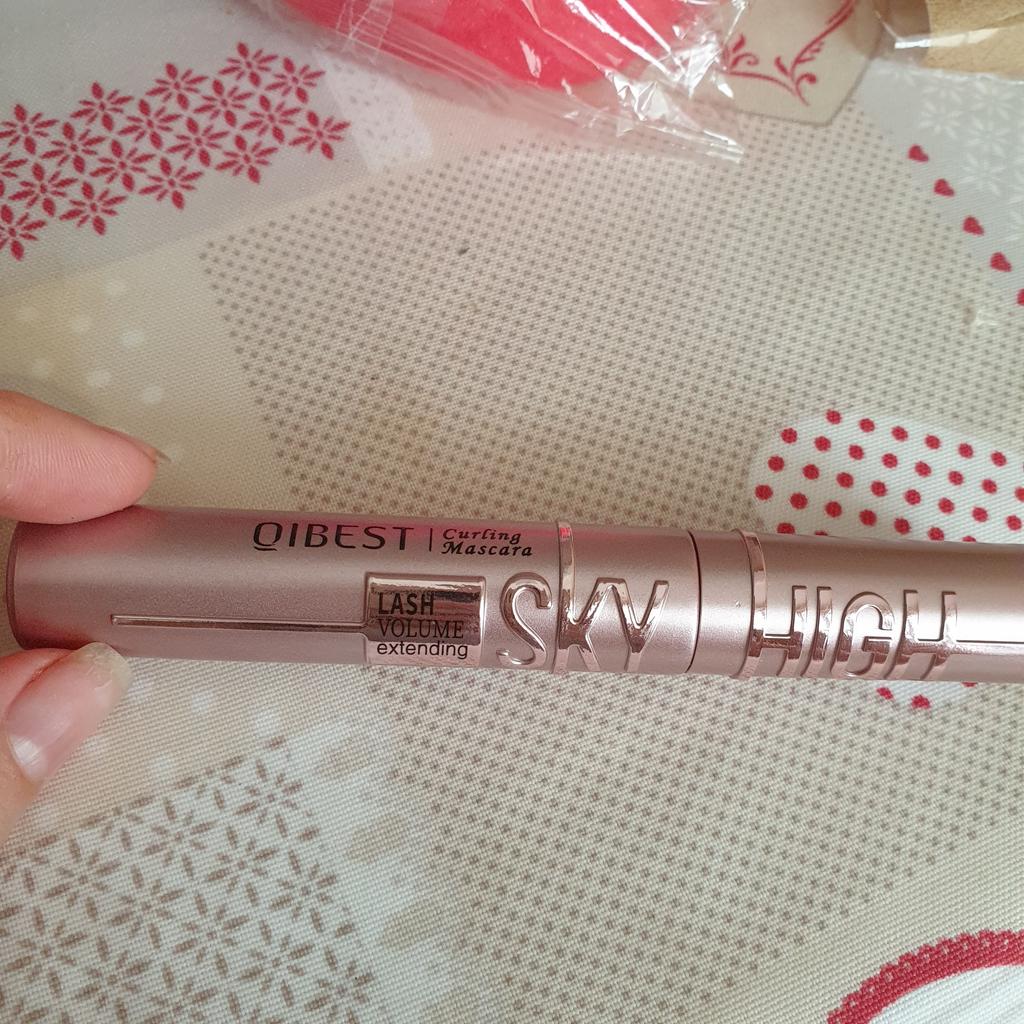 QIBEST | Curling
Mascara
LASH
VOLUME
extending
SKY HIGH